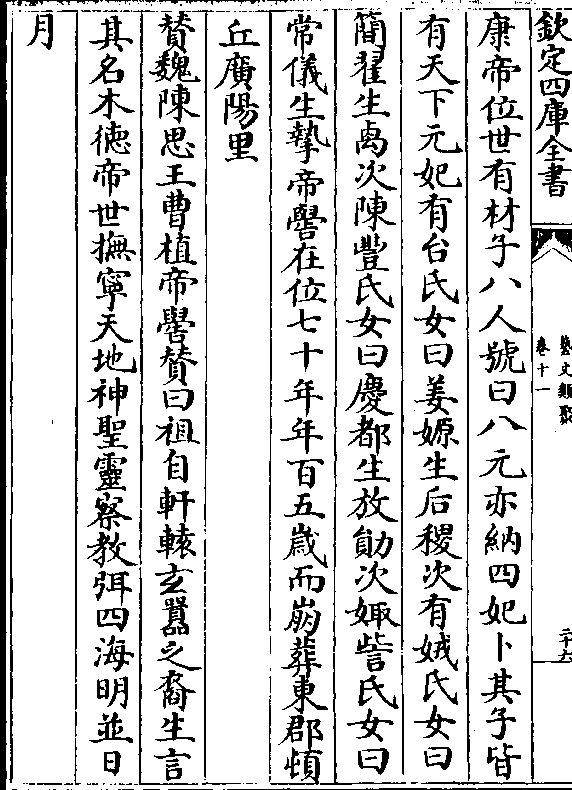 欽定四庫全書
藝文類聚
卷十一
二十六
康帝位世有材子八人號曰八元亦納四妃卜其子皆
有天下元妃有台氏女曰姜嫄生后稷次有娀氏女曰
簡翟生卨次陳豐氏女曰慶都生放勛次娵訾氏女曰
常儀生摯帝嚳在位七十年年百五歲而崩葬東郡頓
丘廣陽里
贊魏陳思王曹植帝嚳贊曰祖自軒轅玄囂之裔生言
其名木徳帝世撫寧天地神聖靈察教弭四海明並日
月